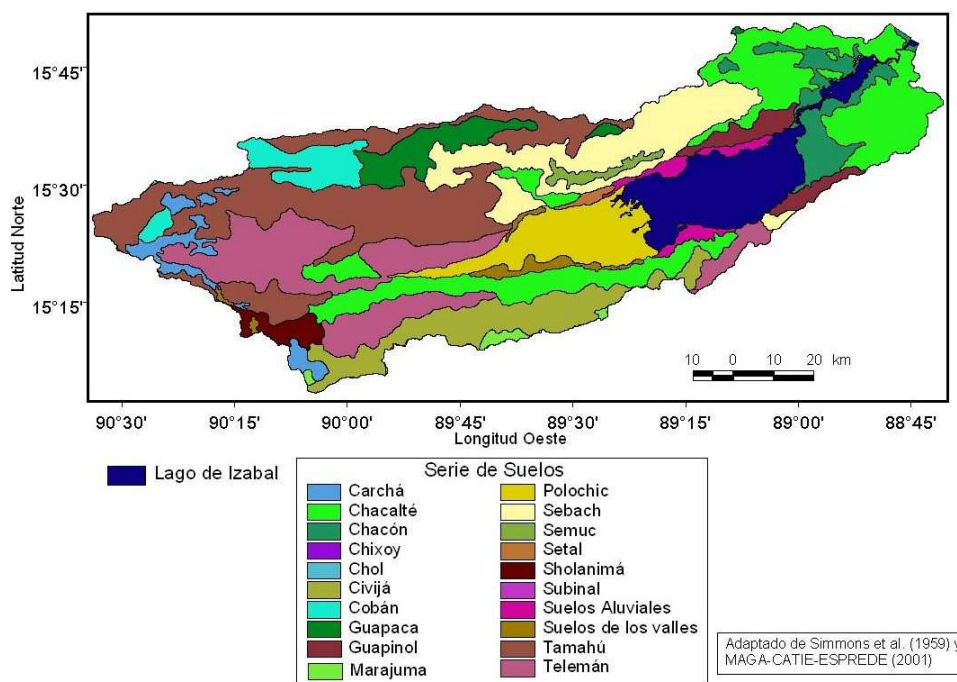 15°45'
15°30'
15°15'
Latitud Norte
10 0 10 20 km
90°30' 90°15' 90°00' 89°45' 89°30' 89°15' 89°00' 88°45'
Longitud Oeste
Lago de Izabal
Serie de Suelos
Carchá
Chacalté
Chacón
Chixoy
Chol
Civijá
Cobán
Guapaca
Guapinol
Marajuma
Polochic
Sebach
Semuc
Setal
Sholanimá
Subinal
Suelos Aluviales
Suelos de los valles
Tamahú
Telemán
Adaptado de Simmons et al. (1959) y
MAGA-CATIE-ESPREDE (2001)